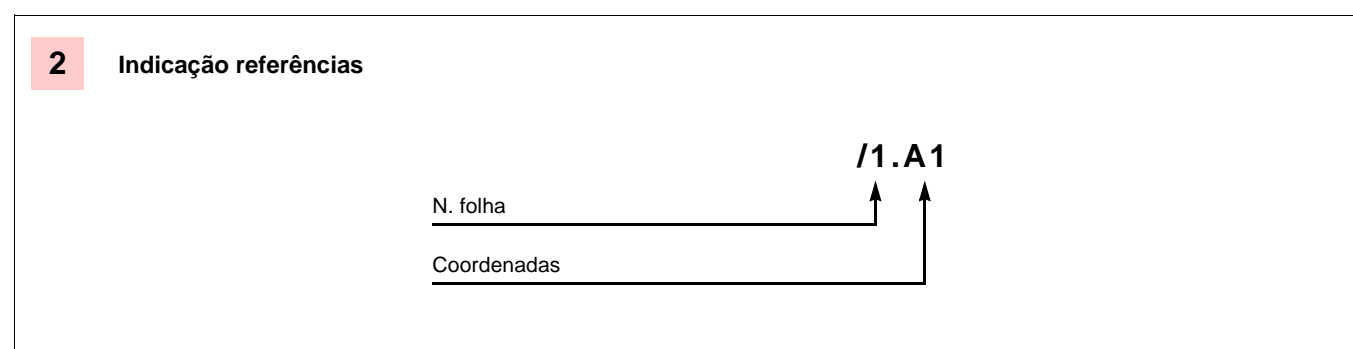 2 Indicação referências
/1.A1
N. folha
Coordenadas